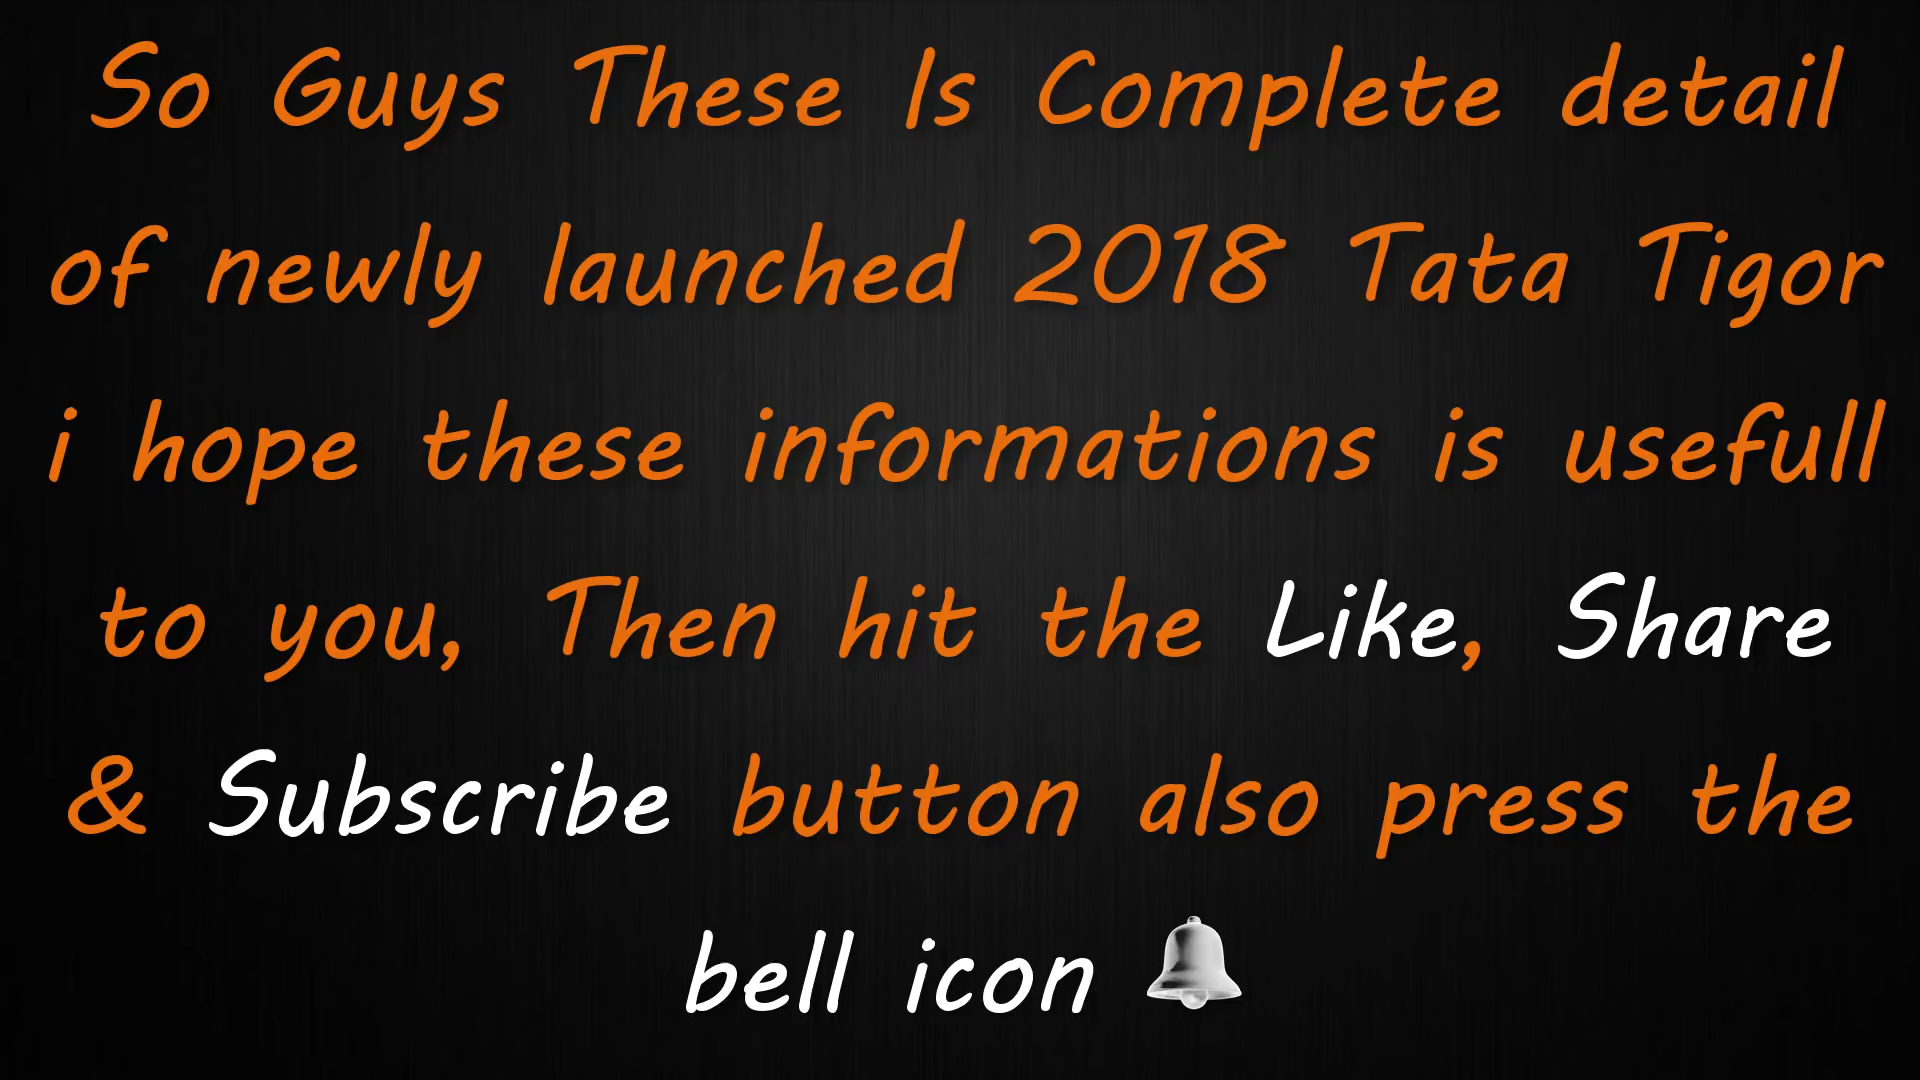 So Guys These Is Complete detail
of newly launched 2018 Tata Tigor
i hope these informations is usefull
to you, Then hit the Like, Share
& Subscribe button also press the
bell icon